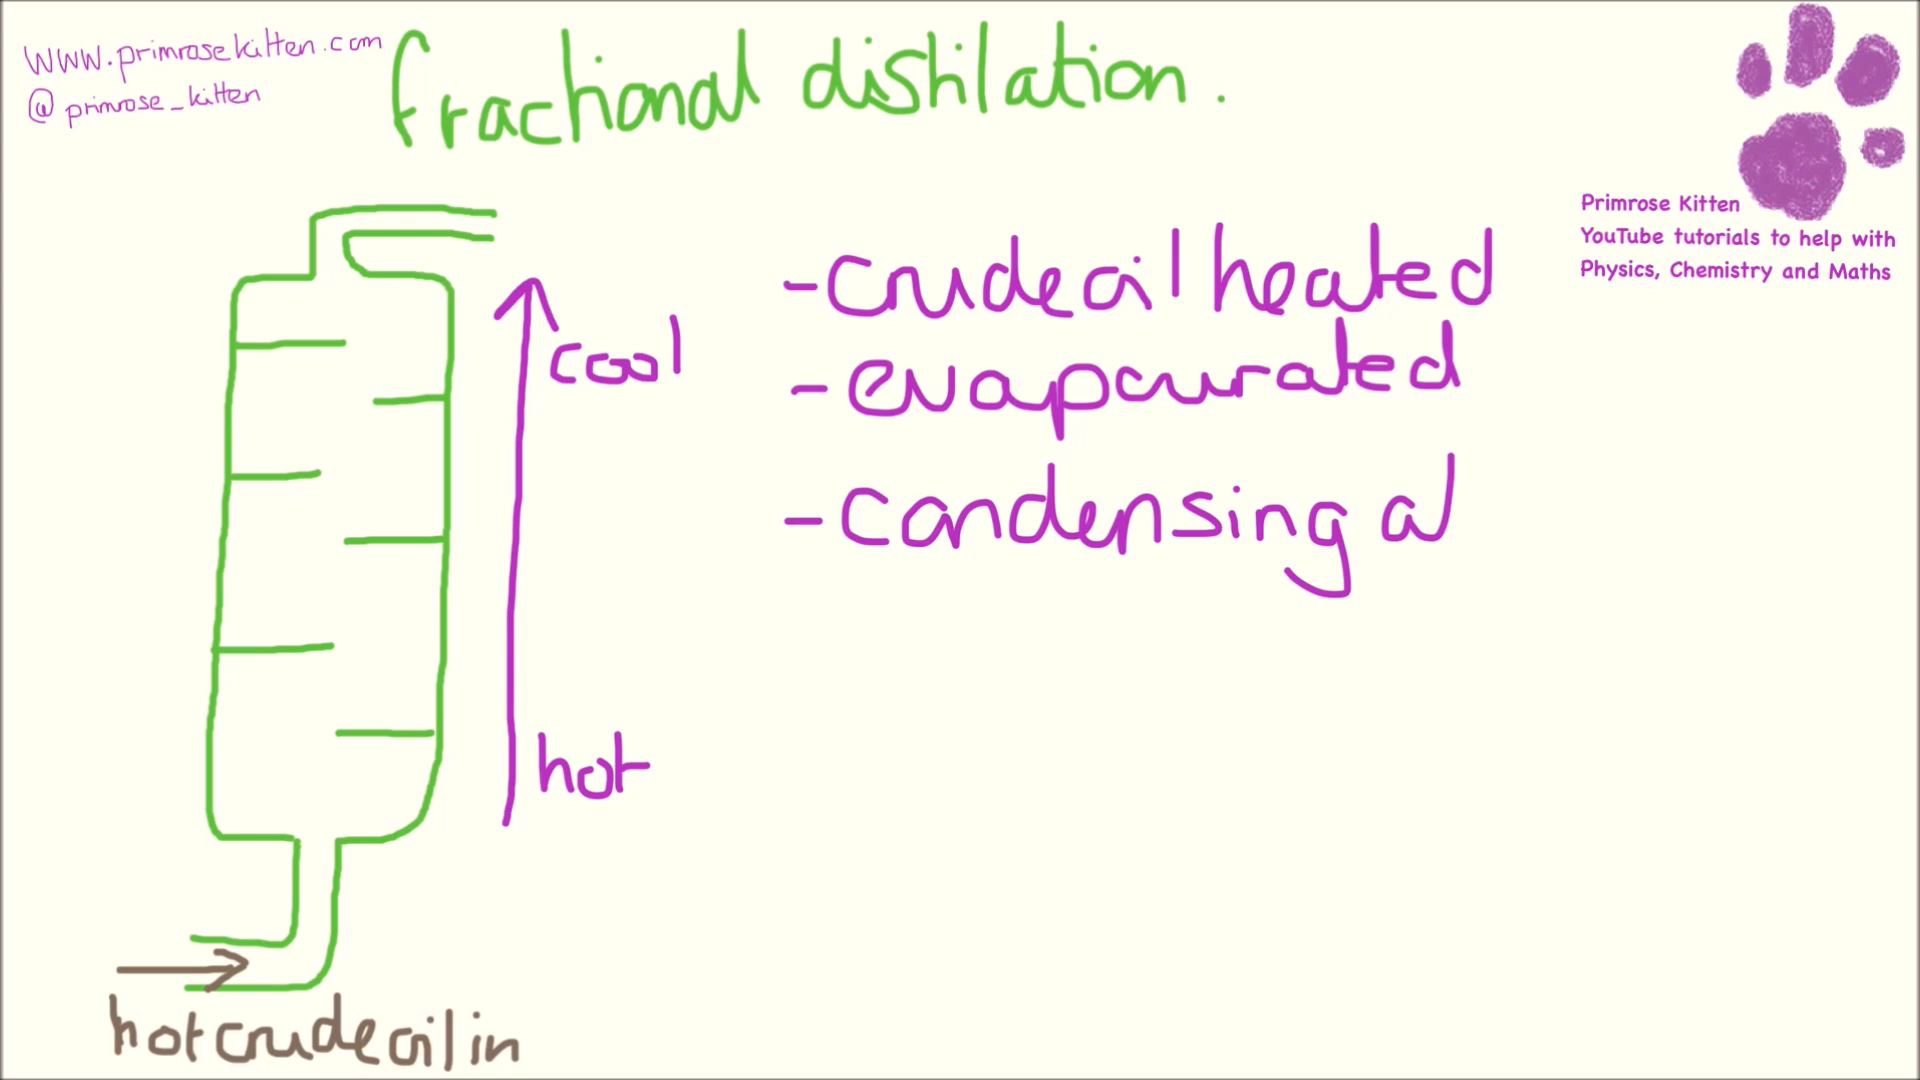 www.primrosekitten.com
@primrose_kitten
fractional distilation.
Primrose Kitten
YouTube tutorials to help with
Physics, Chemistry and Maths
-crude oil heated
-evapourated
-condensing at
cool
hot
hot crude oil in